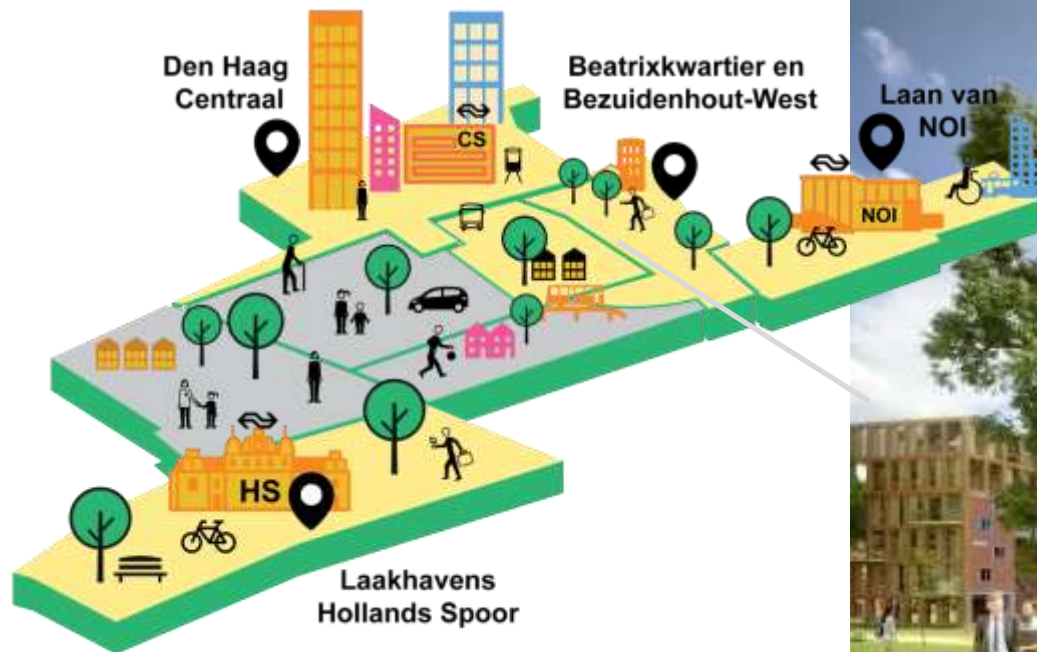 Den Haag
Centraal
Beatrixkwartier en
Bezuidenhout-West
Laan van
NOI
CS
NOI
HS
Laakhavens
Hollands Spoor